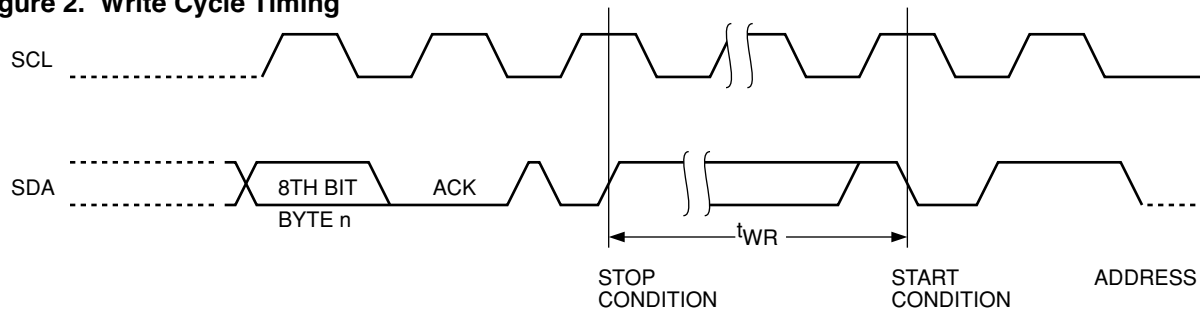 gure 2. Write Cycle Timing
SCL
SDA
8TH BIT
ACK
BYTE n
tWR
STOP
CONDITION
START
CONDITION
ADDRESS